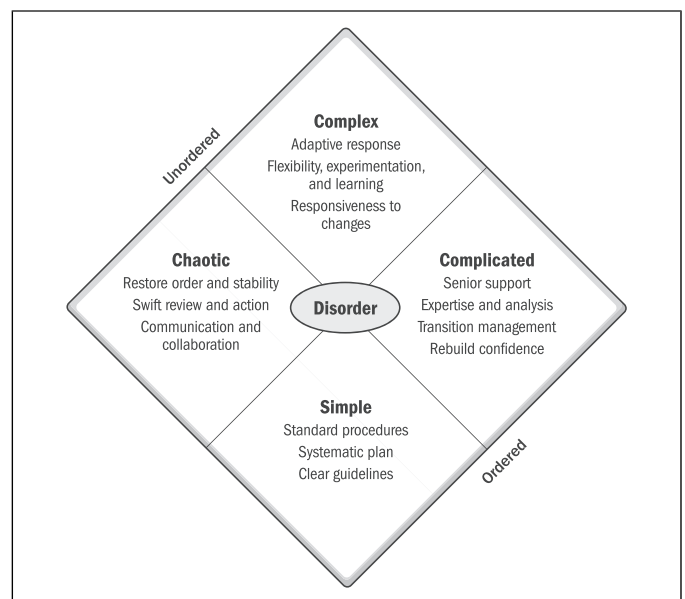 Unordered
Complex
Adaptive response
Flexibility, experimentation,
and learning
Responsiveness to
changes
Chaotic
Restore order and stability
Swift review and action
Communication and
collaboration
Disorder
Complicated
Senior support
Expertise and analysis
Transition management
Rebuild confidence
Simple
Standard procedures
Systematic plan
Clear guidelines
Ordered